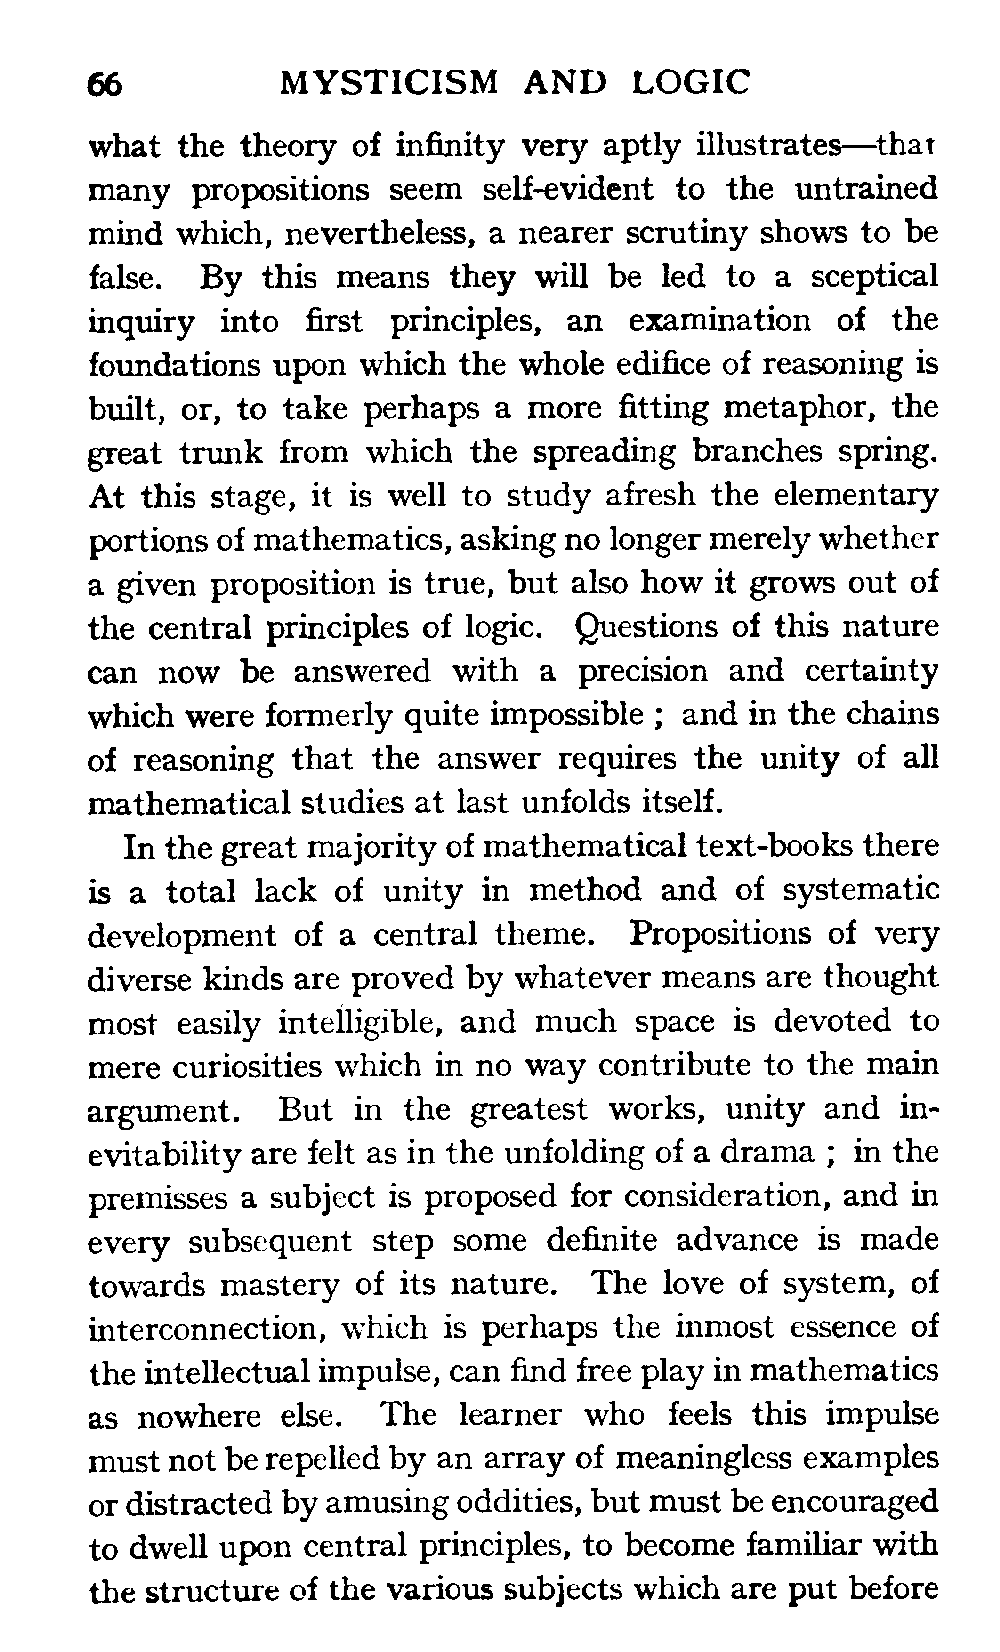 66 MYSTICISM AND LOGIC
what the theory of infinity very aptly illustrates—that
many propositions seem self-evident to the untrained
mind which, nevertheless, a nearer scrutiny shows to be
false. By this means they will be led to a sceptical
inquiry into first principles, an examination of the
foundations upon which the whole edifice of reasoning is
built, or, to take perhaps a more fitting metaphor, the
great trunk from which the spreading branches spring.
At this stage, it is well to study afresh the elementary
portions of mathematics, asking no longer merely whether
a given proposition is true, but also how it grows out of
the central principles of logic. Questions of this nature
can now be answered with a precision and certainty
which were formerly quite impossible ; and in the chains
of reasoning that the answer requires the unity of all
mathematical studies at last unfolds itself.
In the great majority of mathematical text-books there
is a total lack of unity in method and of systematic
development of a central theme. Propositions of very
diverse kinds are proved by whatever means are thought
most easily intelligible, and much space is devoted to
mere curiosities which in no way contribute to the main
argument. But in the greatest works, unity and in-
evitability are felt as in the unfolding of a drama ; in the
premisses a subject is proposed for consideration, and in
every subsequent step some definite advance is made
towards mastery of its nature. The love of system, of
interconnection, which is perhaps the inmost essence of
the intellectual impulse, can find free play in mathematics
as nowhere else. The learner who feels this impulse
must not be repelled by an array of meaningless examples
or distracted by amusing oddities, but must be encouraged
to dwell upon central principles, to become familiar with
the structure of the various subjects which are put before